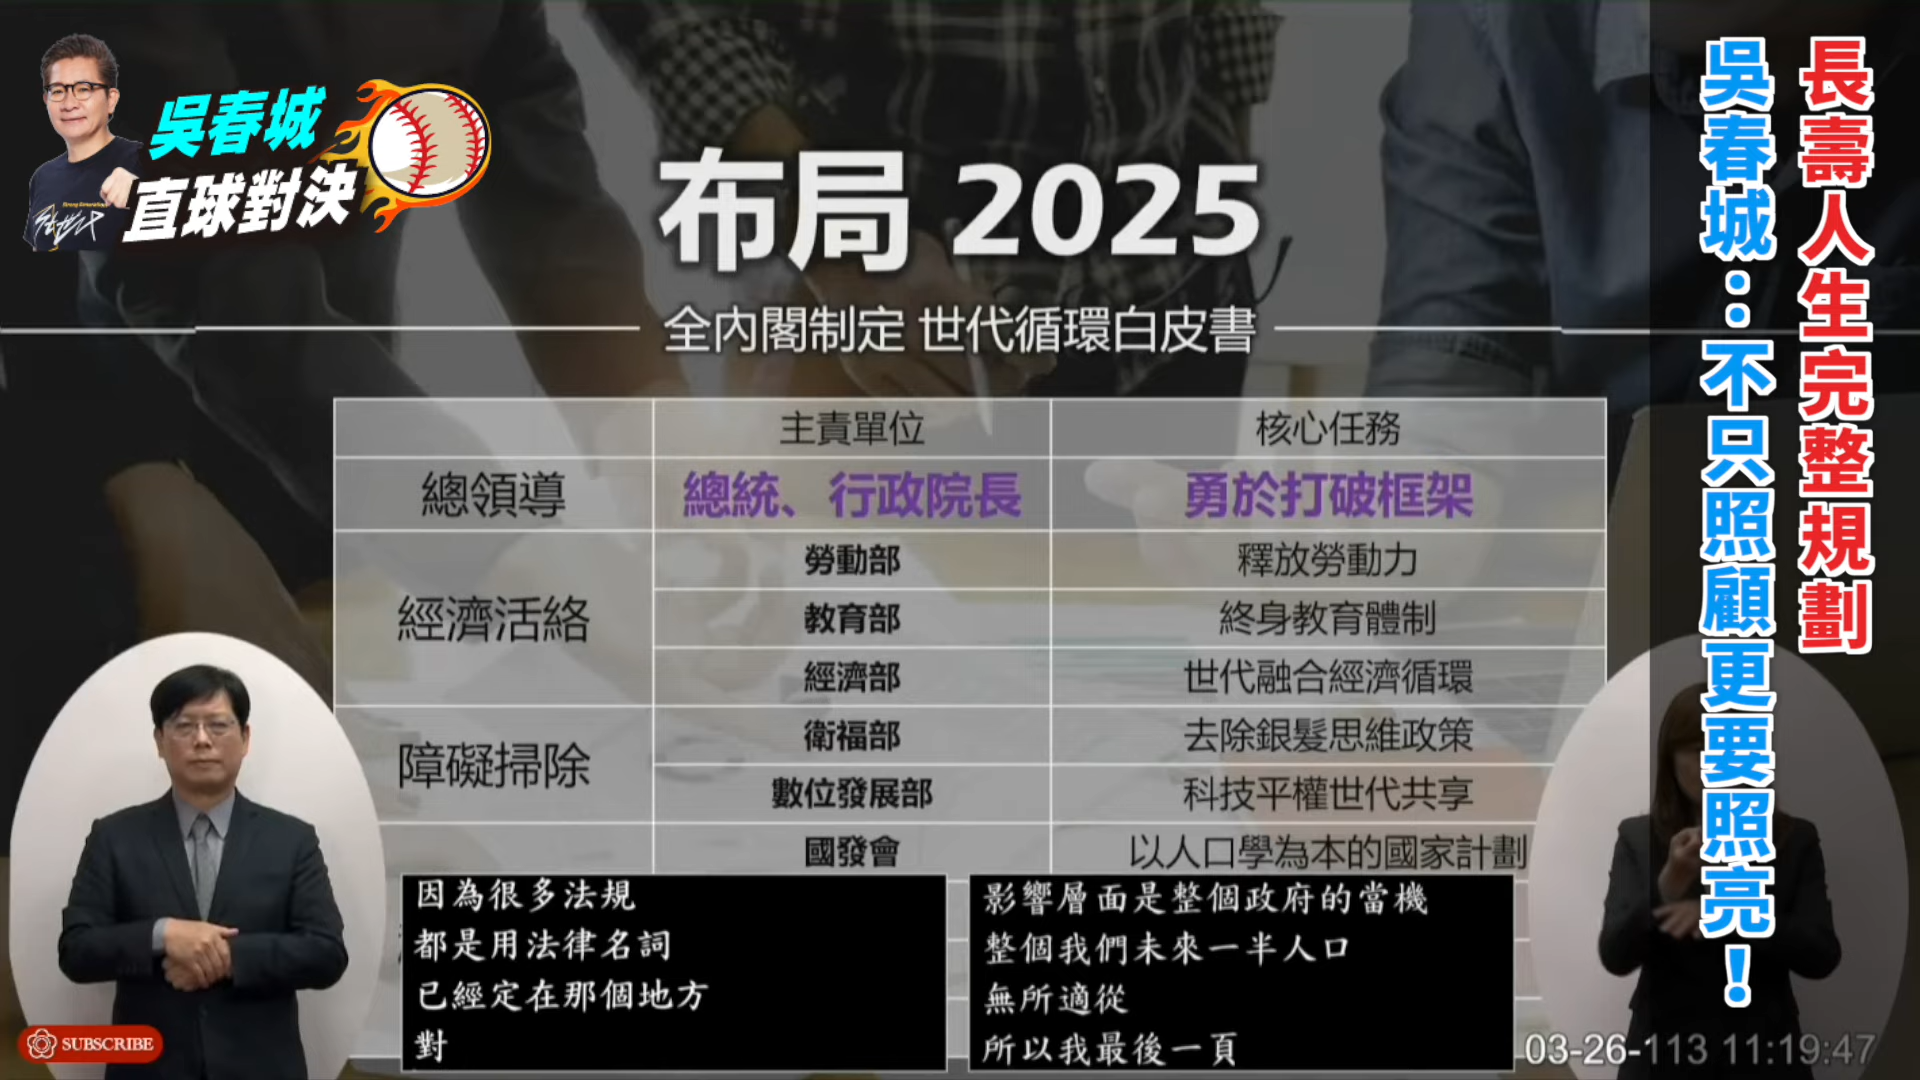 吳春城
直球對決
布局 2025
全內閣制定 世代循環白皮書
主責單位 核心任務
總領導 總統、行政院長 勇於打破框架
經濟活絡
勞動部 釋放勞動力
教育部 終身教育體制
經濟部 世代融合經濟循環
障礙掃除
衛福部 去除銀髮思維政策
數位發展部 科技平權世代共享
國發會 以人口學為本的國家計劃
因為很多法規
都是用法律名詞
已經定在那個地方
對
影響層面是整個政府的當機
整個我們未來一半人口
無所適從
所以我最後一頁
長壽人生完整規劃
吳春城：不只照顧更要照亮！
SUBSCRIBE
03-26-113 11:19:47